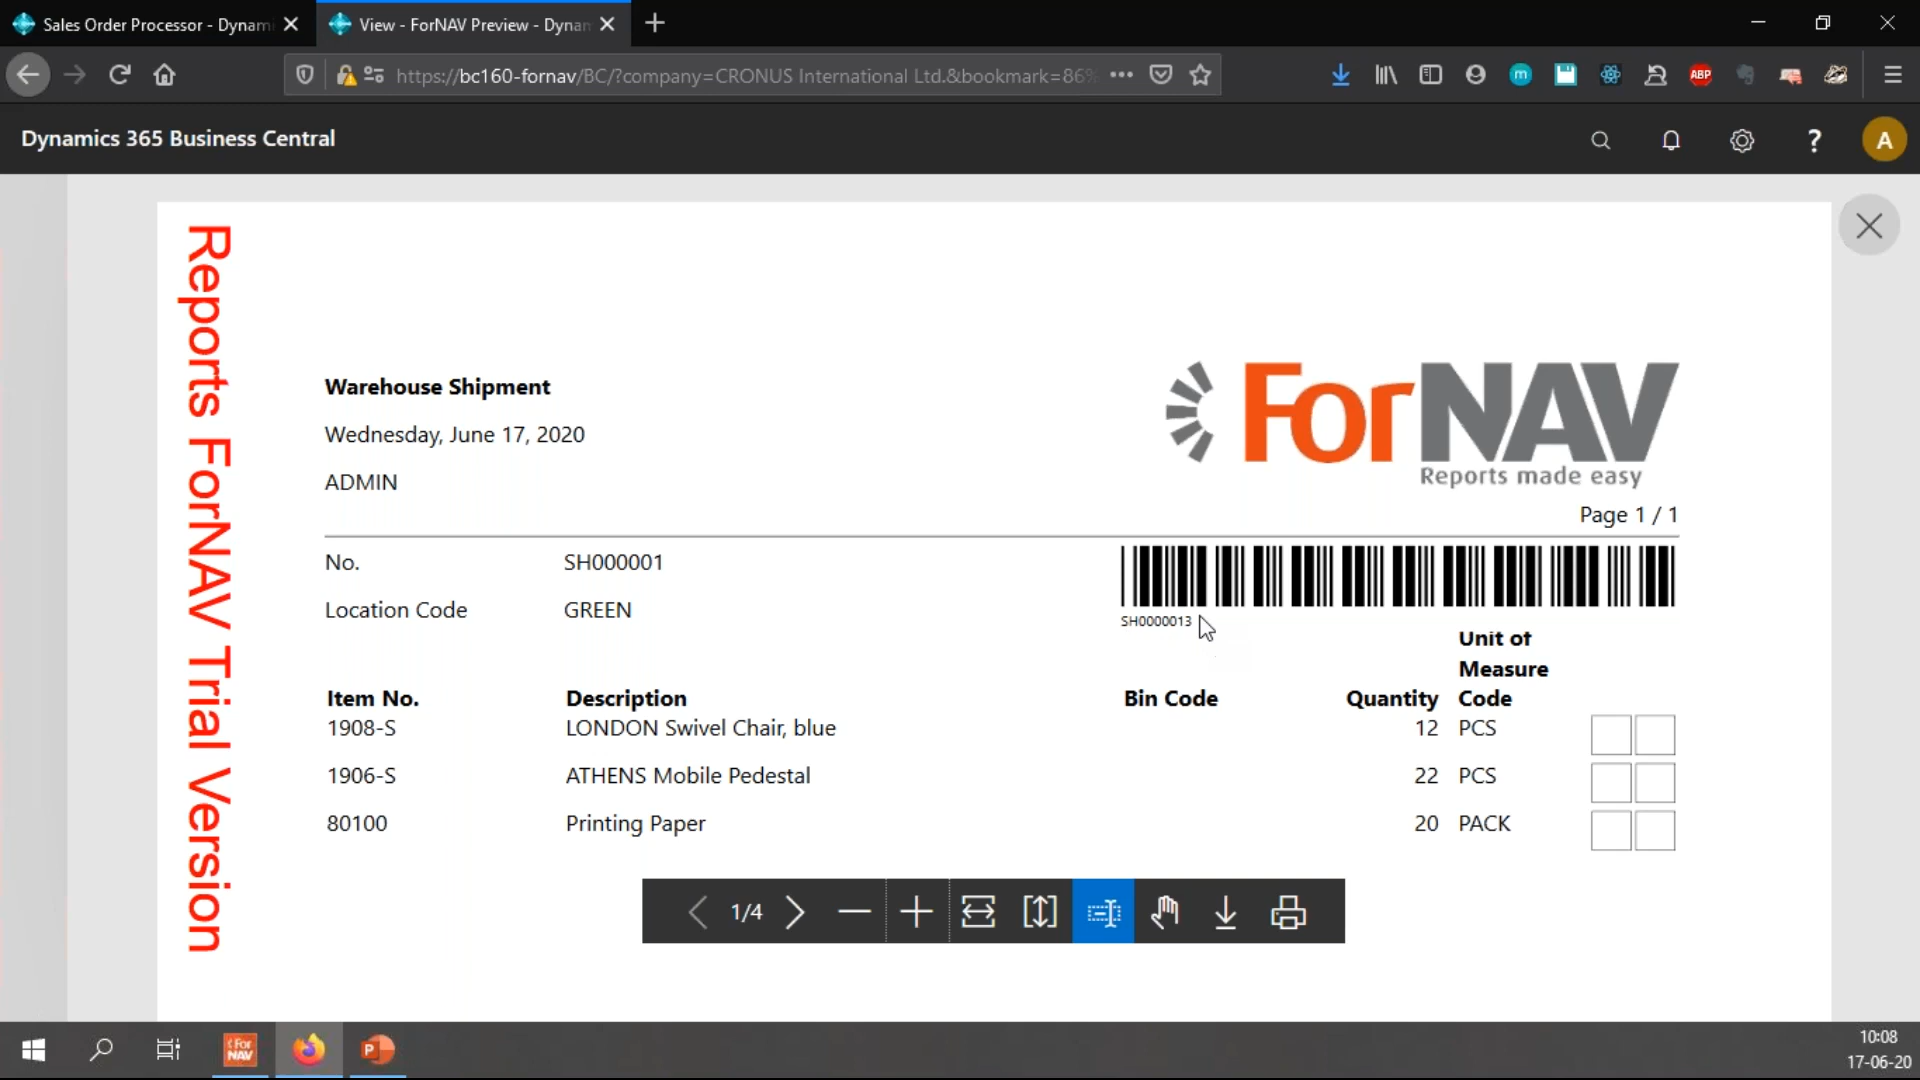 Sales Order Processor - Dynami
View - ForNAV Preview - Dynan
https://bc160-fornav/BC/?company=CRONUS International Ltd.&bookmark=86%
m
ABP
Dynamics 365 Business Central
?
A
Reports ForNAV Trial Version
ForNAV
Reports made easy
Warehouse Shipment
Wednesday, June 17, 2020
ADMIN
Page 1 / 1
No. SH000001
Location Code GREEN
SH0000013
Item No. Description Bin Code Quantity Unit of Measure Code
1908-S LONDON Swivel Chair, blue 12 PCS
1906-S ATHENS Mobile Pedestal 22 PCS
80100 Printing Paper 20 PACK
1/4
For NAV
P
10:08
17-06-20